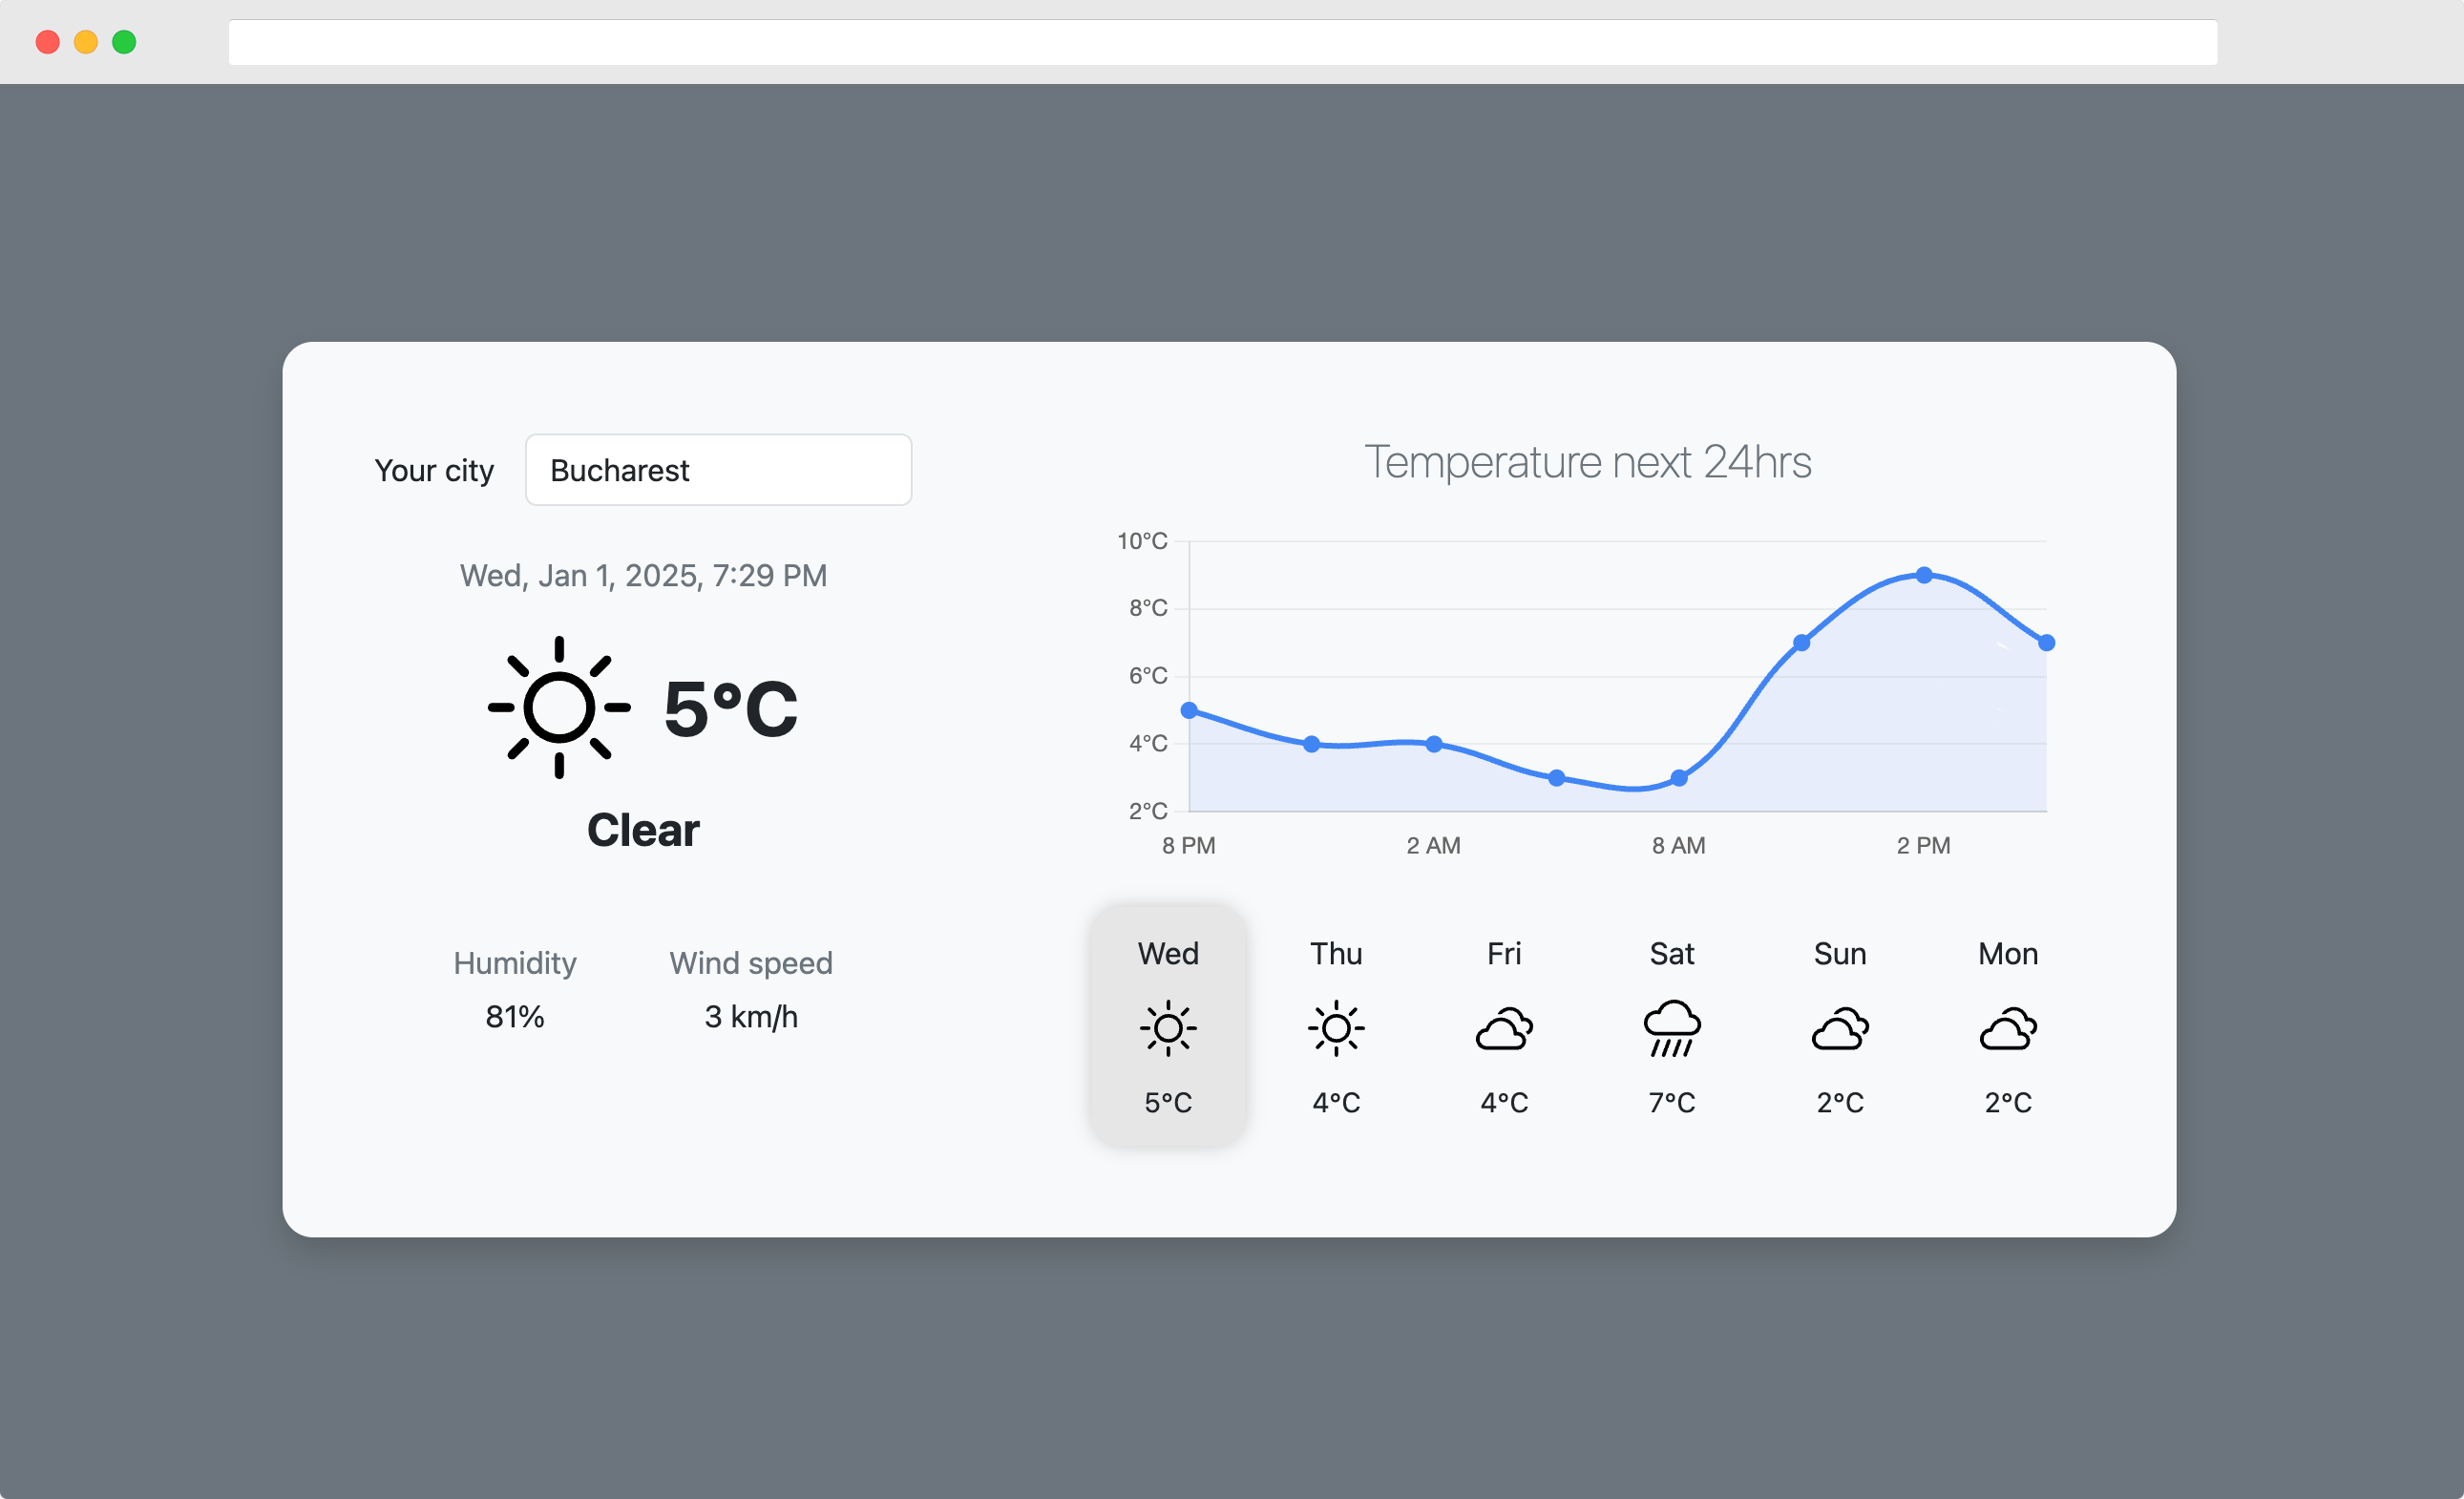 Your city
Bucharest
Wed, Jan 1, 2025, 7:29 PM
5°C
Clear
Humidity
Wind speed
81%
3 km/h
Temperature next 24hrs
10°C
8°C
6°C
4°C
2°C
8 PM
2 AM
8 AM
2 PM
Wed
Thu
Fri
Sat
Sun
Mon
5°C
4°C
4°C
7°C
2°C
2°C